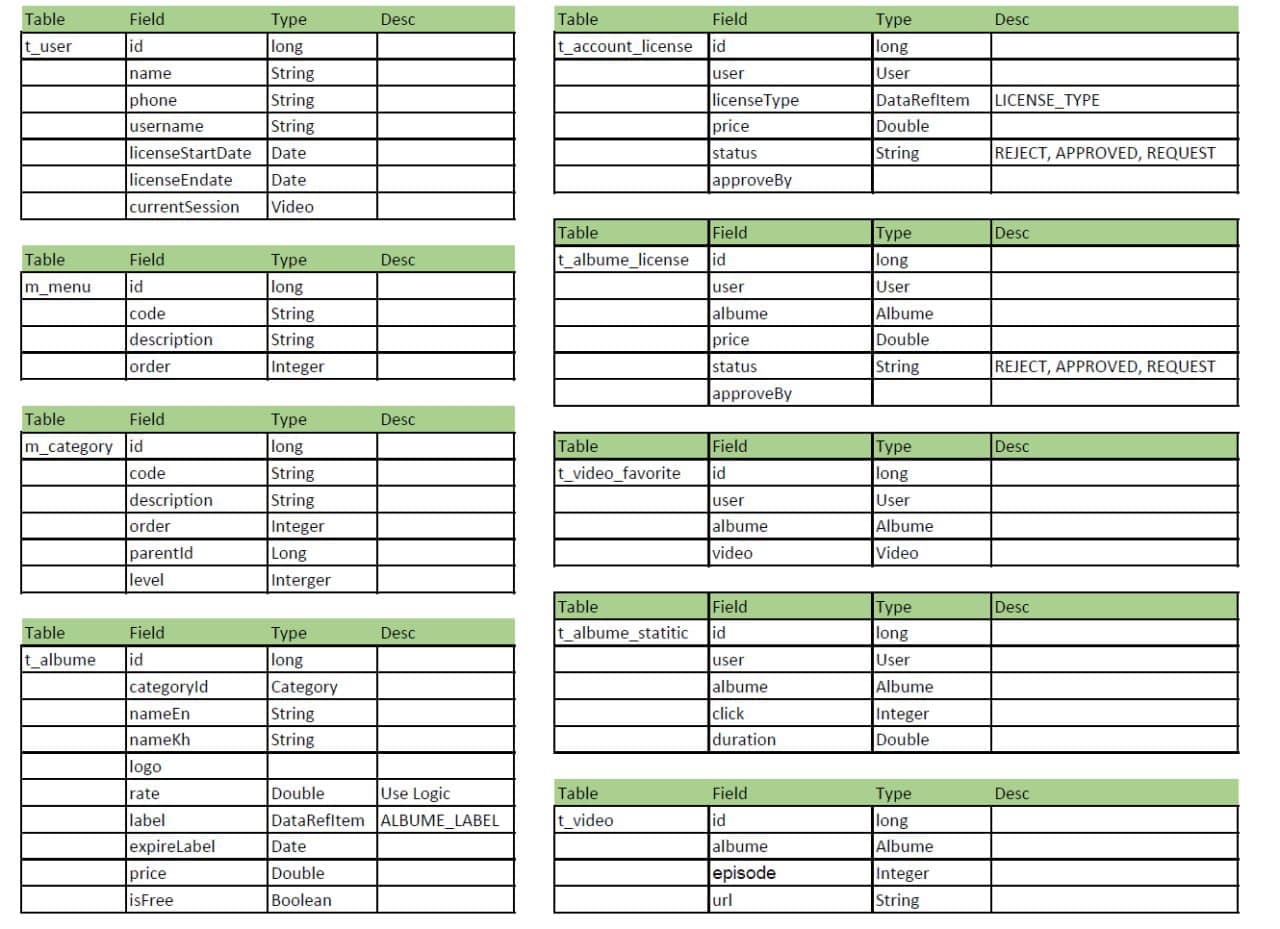 Table Field Type Desc
t_user id long
name String
phone String
username String
licenseStartDate Date
licenseEndate Date
currentSession Video
Table Field Type Desc
m_menu id long
code String
description String
order Integer
Table Field Type Desc
m_category id long
code String
description String
order Integer
parentId Long
level Interger
Table Field Type Desc
t_albume id long
categoryId Category
nameEn String
nameKh String
logo
rate Double Use Logic
label DataRefItem ALBUME_LABEL
expireLabel Date
price Double
isFree Boolean
Table Field Type Desc
t_account_license id long
user User
licenseType DataRefItem LICENSE_TYPE
price Double
status String REJECT, APPROVED, REQUEST
approveBy
Table Field Type Desc
t_albume_license id long
user User
albume Albume
price Double
status String REJECT, APPROVED, REQUEST
approveBy
Table Field Type Desc
t_video_favorite id long
user User
albume Albume
video Video
Table Field Type Desc
t_albume_statitic id long
user User
albume Albume
click Integer
duration Double
Table Field Type Desc
t_video id long
albume Albume
episode Integer
url String